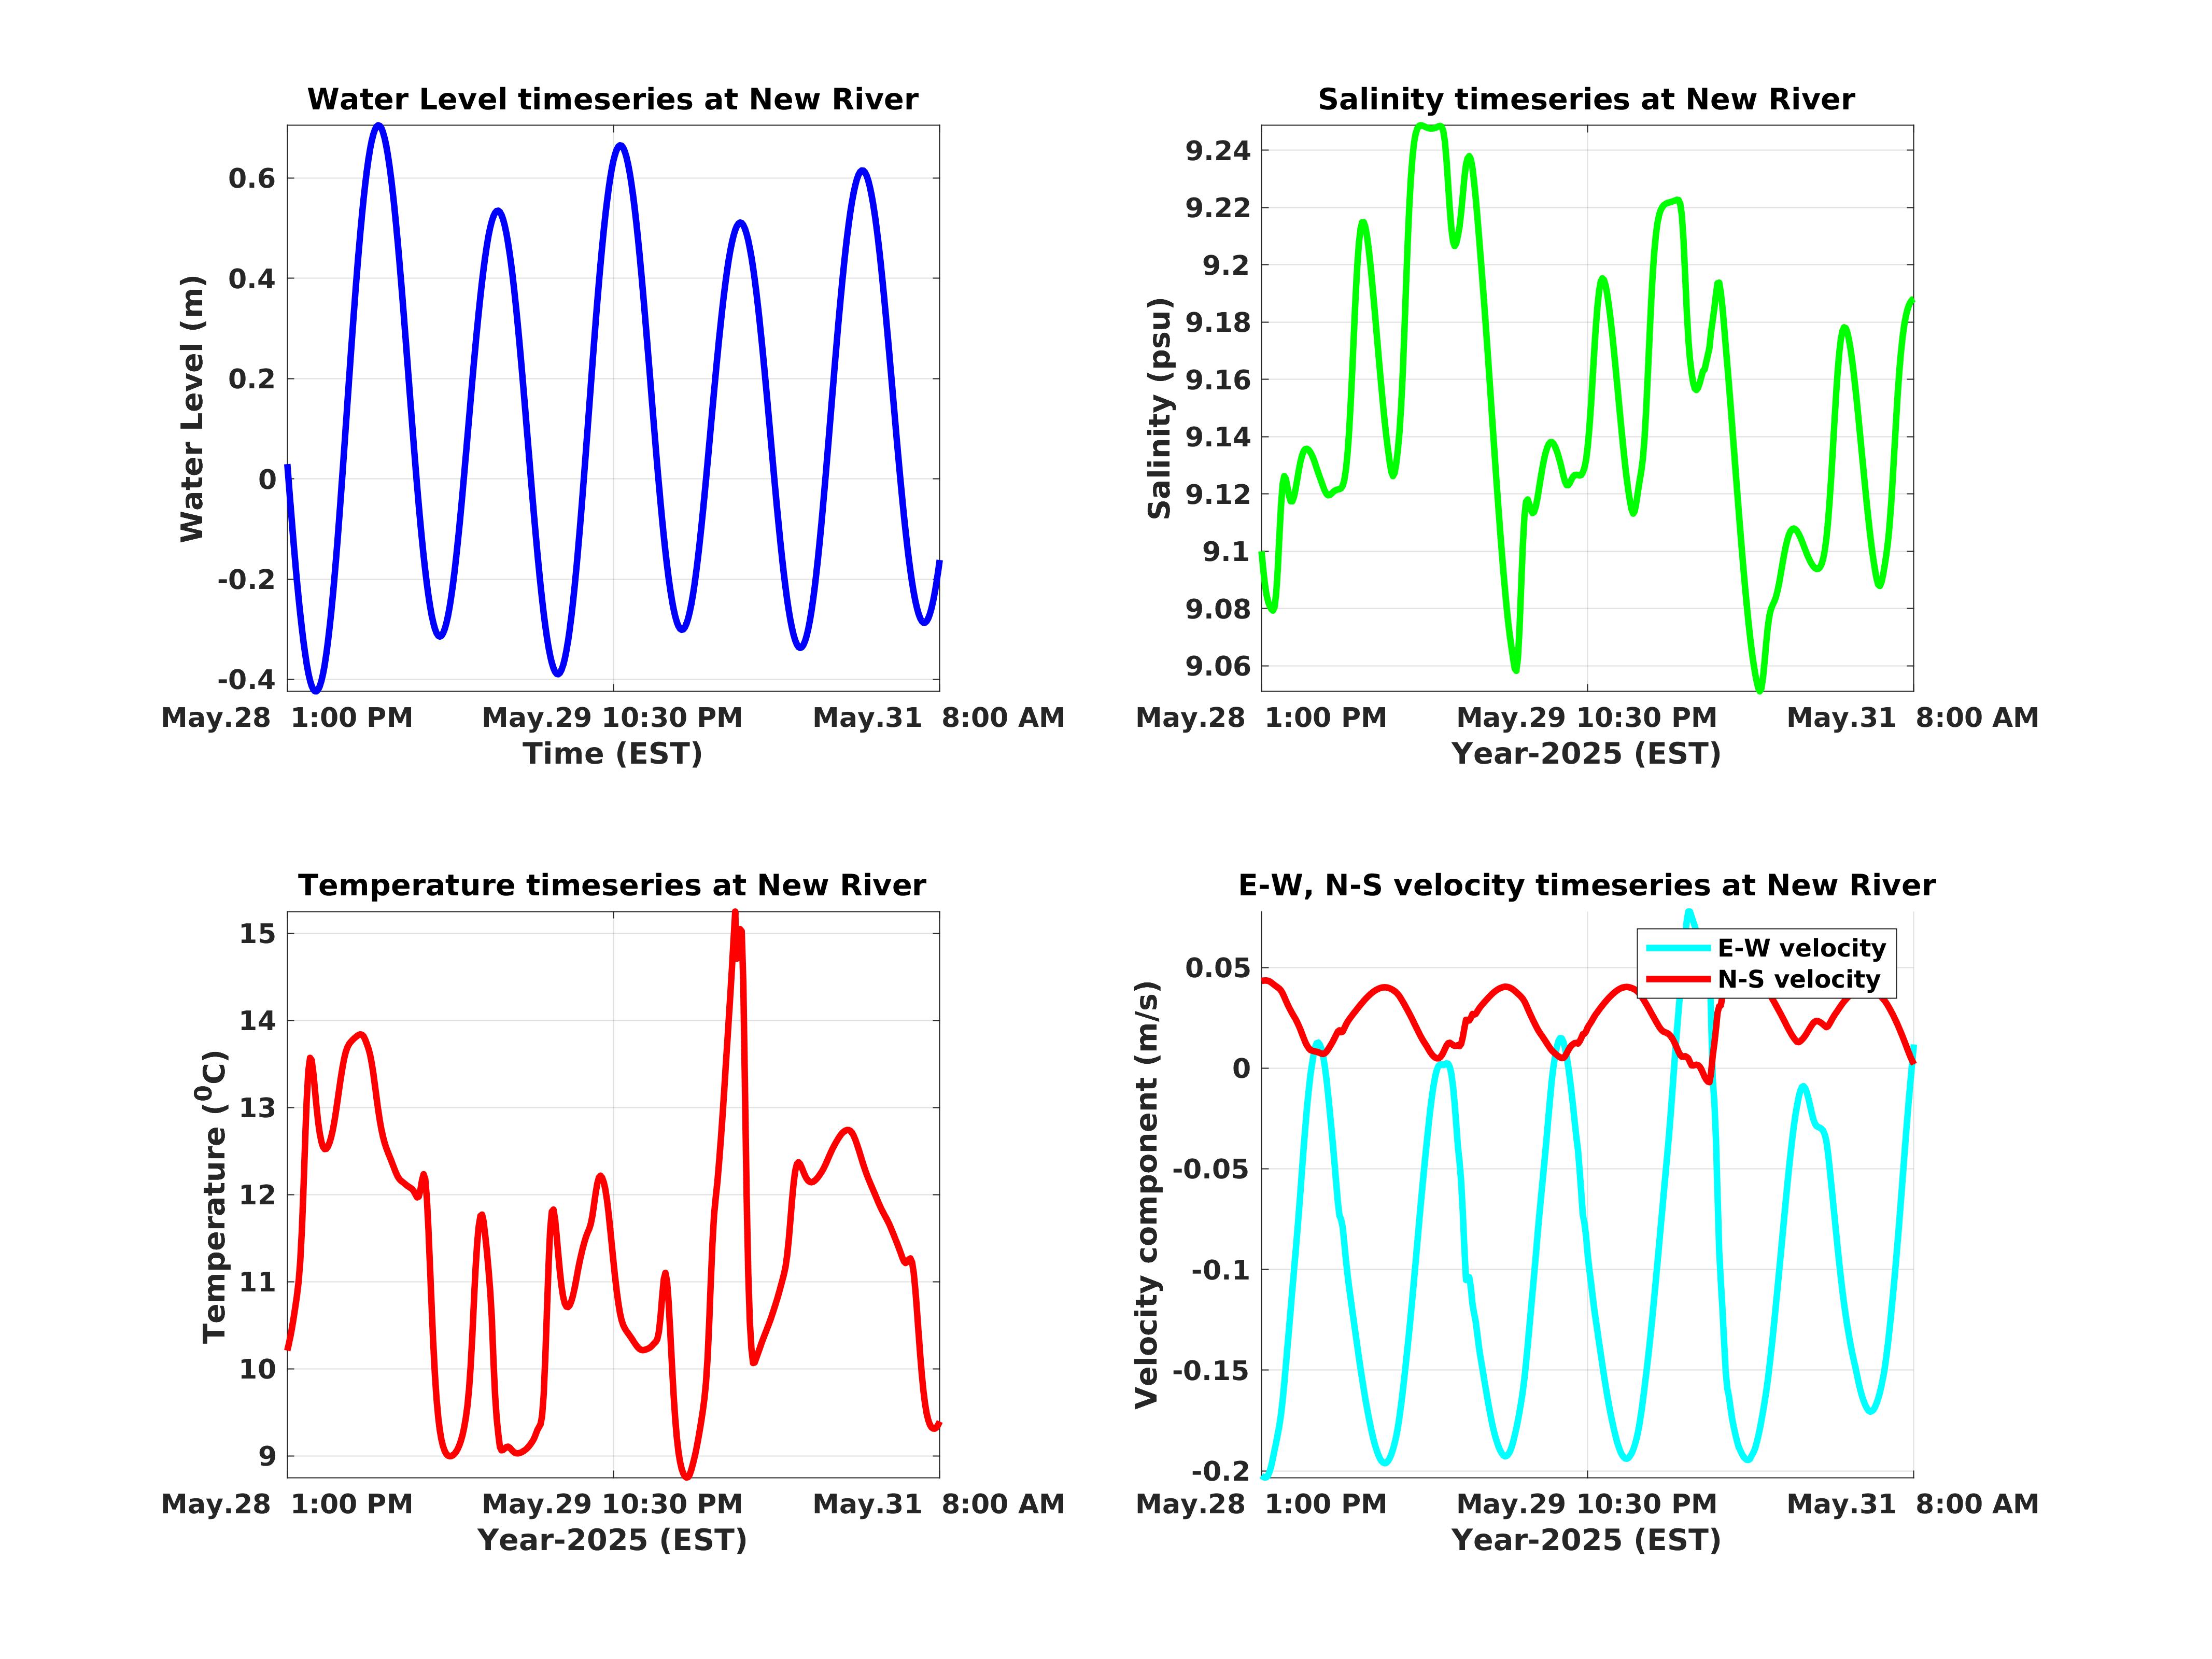 Water Level timeseries at New River
Water Level (m)
0.6
0.4
0.2
0
-0.2
-0.4
May.28 1:00 PM May.29 10:30 PM May.31 8:00 AM
Time (EST)
Salinity timeseries at New River
Salinity (psu)
9.24
9.22
9.2
9.18
9.16
9.14
9.12
9.1
9.08
9.06
May.28 1:00 PM May.29 10:30 PM May.31 8:00 AM
Year-2025 (EST)
Temperature timeseries at New River
Temperature (⁰C)
15
14
13
12
11
10
9
May.28 1:00 PM May.29 10:30 PM May.31 8:00 AM
Year-2025 (EST)
E-W, N-S velocity timeseries at New River
Velocity component (m/s)
E-W velocity
N-S velocity
0.05
0
-0.05
-0.1
-0.15
-0.2
May.28 1:00 PM May.29 10:30 PM May.31 8:00 AM
Year-2025 (EST)